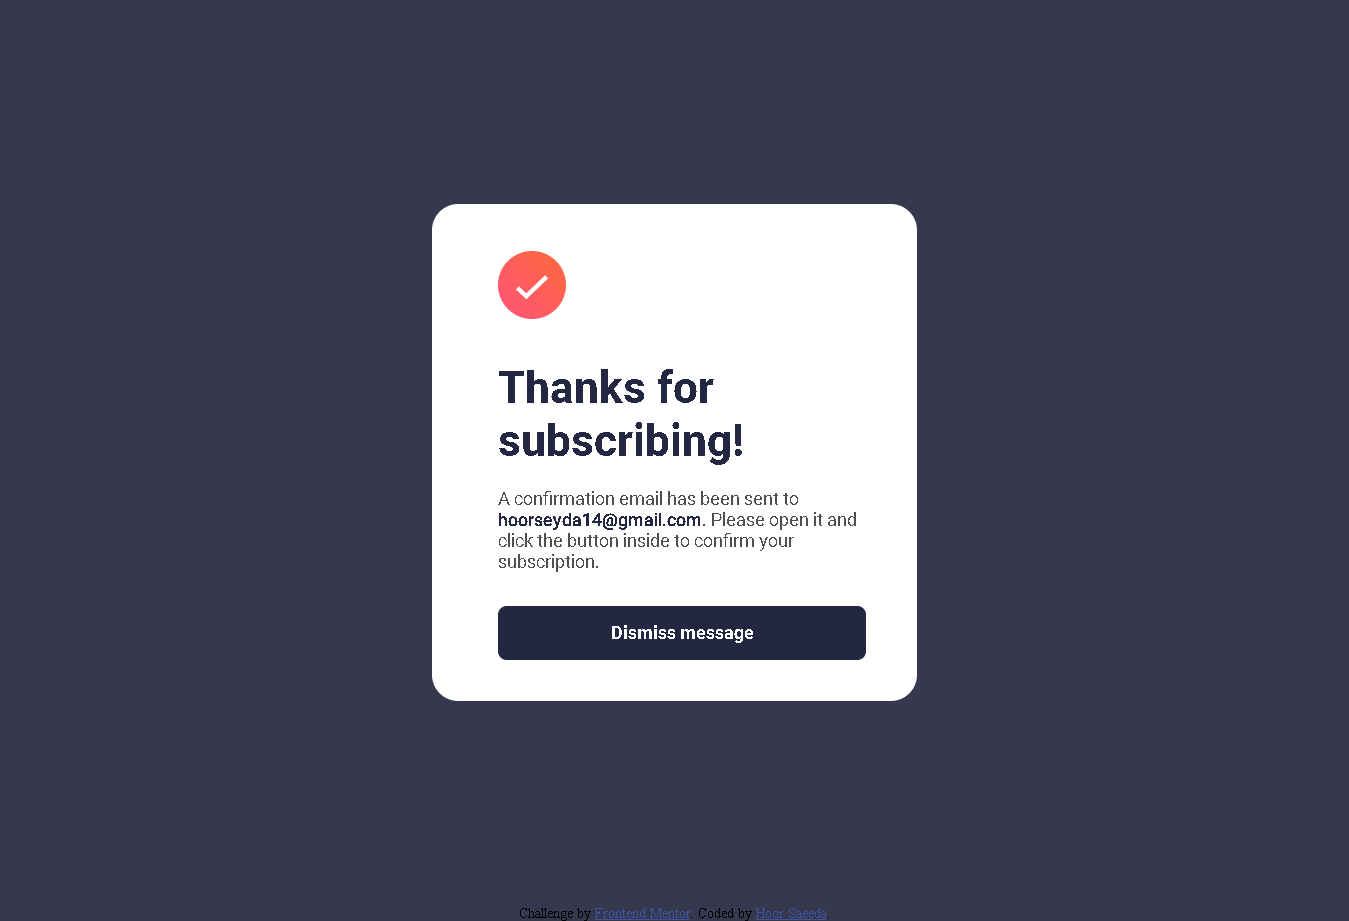 Thanks for
subscribing!
A confirmation email has been sent to
hoorseyda14@gmail.com. Please open it and
click the button inside to confirm your
subscription.
Dismiss message
Challenge by Frontend Mentor. Coded by Hoor Saeeda.